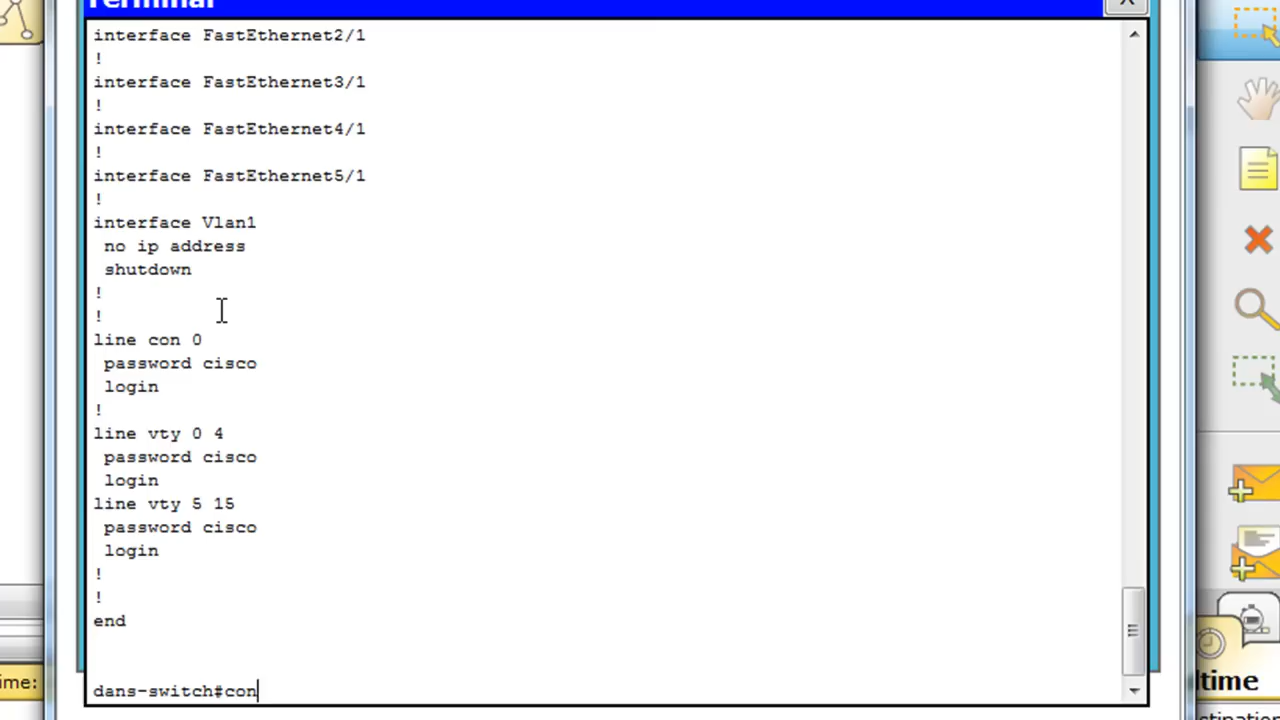 Terminal
interface FastEthernet2/1
!
interface FastEthernet3/1
!
interface FastEthernet4/1
!
interface FastEthernet5/1
!
interface Vlan1
no ip address
shutdown
!
!
line con 0
password cisco
login
!
line vty 0 4
password cisco
login
line vty 5 15
password cisco
login
!
!
end
dans-switch#con
ime:
ltime
stination